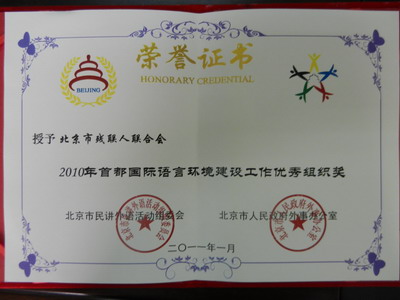 荣誉证书
HONORARY CREDENTIAL
BEIJING
授予 北京市残联人联合会
2010年首都国际语言环境建设工作优秀组织奖
北京市民讲外语活动组委会 北京市人民政府外事办公室
二〇一一年一月